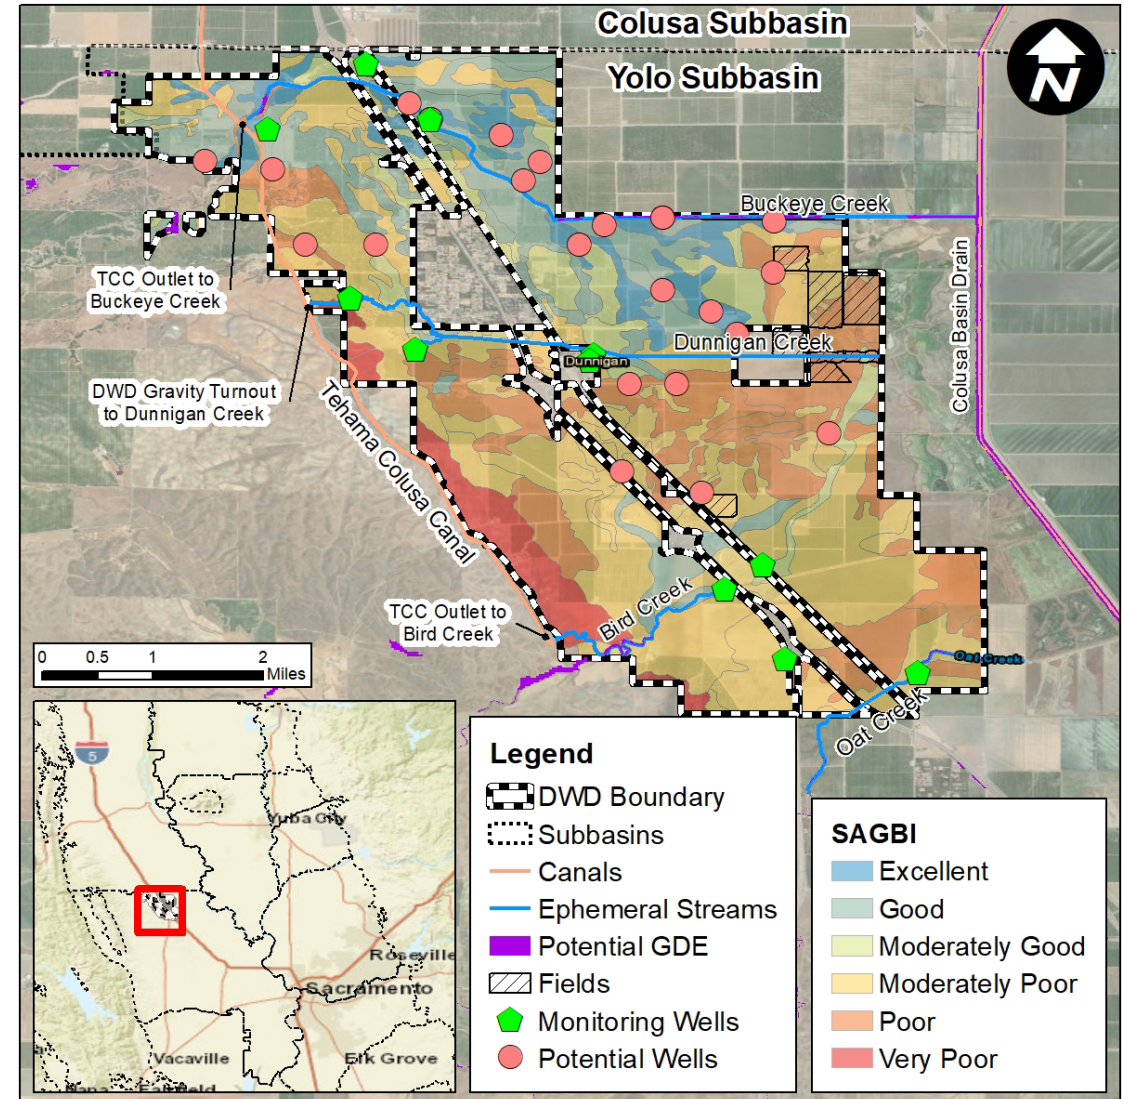 Colusa Subbasin
Yolo Subbasin
N
Buckeye Creek
TCC Outlet to
Buckeye Creek
Colusa Basin Drain
Dunnigan Creek
Dunnigan
DWD Gravity Turnout
to Dunnigan Creek
Tehama Colusa Canal
TCC Outlet to
Bird Creek
Bird Creek
Oat Creek
Oat Creek
0 0.5 1 2
Miles
5
Yuba City
Roseville
Sacramento
Vacaville
Elk Grove
Napa
Fairfield
Legend
DWD Boundary
Subbasins
Canals
Ephemeral Streams
Potential GDE
Fields
Monitoring Wells
Potential Wells
SAGBI
Excellent
Good
Moderately Good
Moderately Poor
Poor
Very Poor